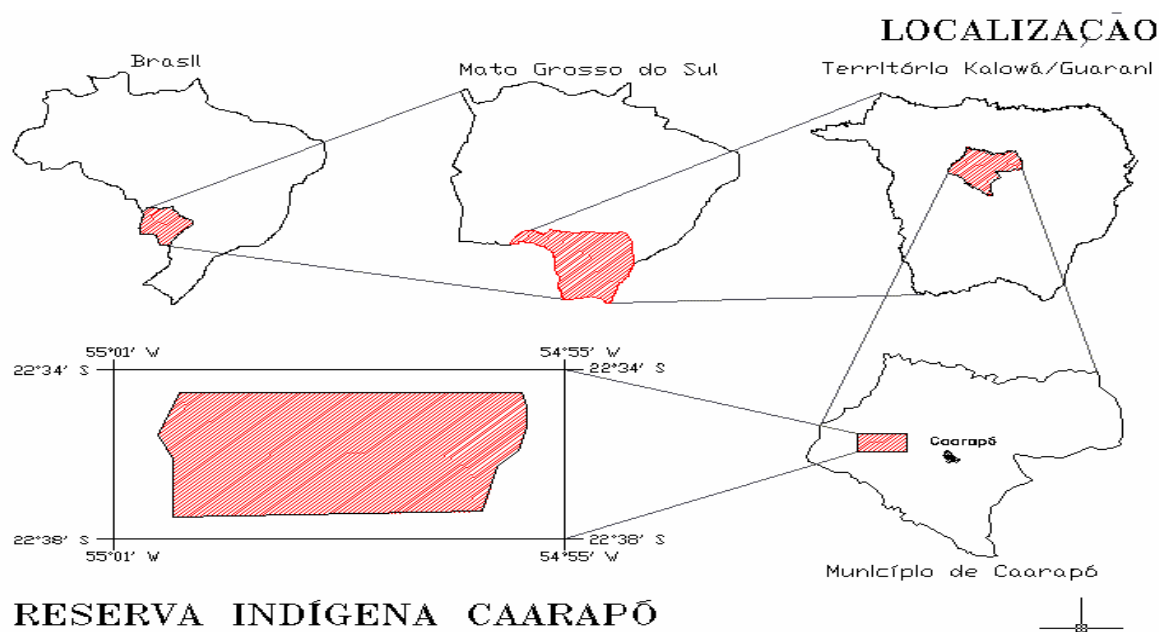 LOCALIZAÇÃO
Brasil
Mato Grosso do Sul
Território Kaiowá/Guarani
55°01' W
54°55' W
22°34' S
22°34' S
Caarapó
22°38' S
22°38' S
55°01' W
54°55' W
Município de Caarapó
RESERVA INDÍGENA CAARAPÓ